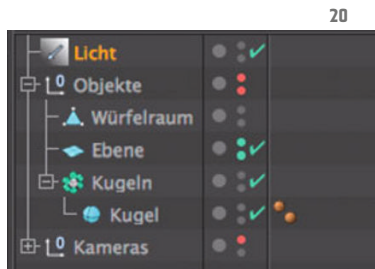 20
Licht
Objekte
Würfelraum
Ebene
Kugeln
Kugel
Kameras